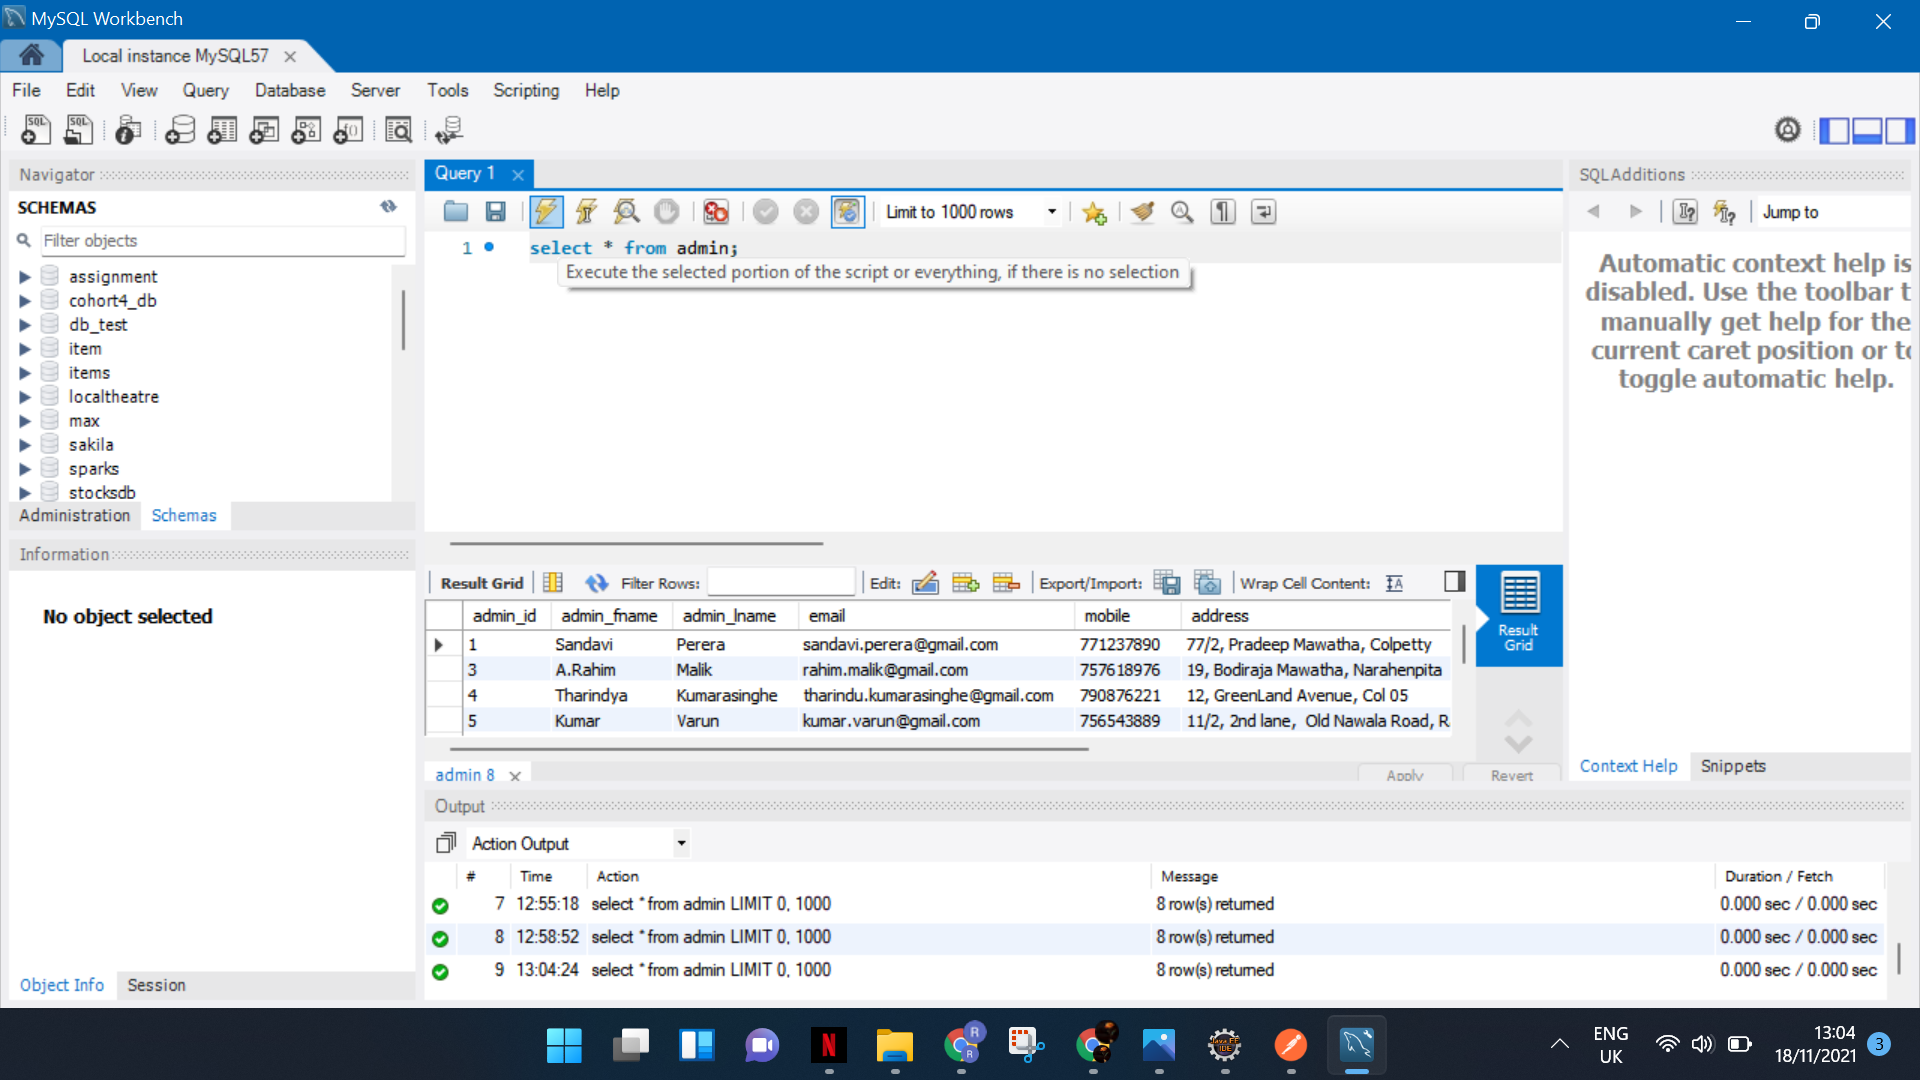 MySQL Workbench
Local instance MySQL57
File Edit View Query Database Server Tools Scripting Help
Navigator
SCHEMAS
Filter objects
assignment
cohort4_db
db_test
item
items
localtheatre
max
sakila
sparks
stocksdb
Administration Schemas
Information
No object selected
Object Info Session
Query 1
Limit to 1000 rows
1 select * from admin;
Execute the selected portion of the script or everything, if there is no selection
Result Grid Filter Rows: Edit: Export/Import: Wrap Cell Content:
admin_id admin_fname admin_lname email mobile address
1 Sandavi Perera sandavi.perera@gmail.com 771237890 77/2, Pradeep Mawatha, Colpetty
3 A.Rahim Malik rahim.malik@gmail.com 757618976 19, Bodiraja Mawatha, Narahenpita
4 Tharindya Kumarasinghe tharindu.kumarasinghe@gmail.com 790876221 12, GreenLand Avenue, Col 05
5 Kumar Varun kumar.varun@gmail.com 756543889 11/2, 2nd lane, Old Nawala Road, R
Result
Grid
admin 8 Apply Revert
SQLAdditions
Jump to
Automatic context help is
disabled. Use the toolbar t
manually get help for the
current caret position or to
toggle automatic help.
Context Help Snippets
Output
Action Output
# Time Action Message Duration / Fetch
7 12:55:18 select * from admin LIMIT 0, 1000 8 row(s) returned 0.000 sec / 0.000 sec
8 12:58:52 select * from admin LIMIT 0, 1000 8 row(s) returned 0.000 sec / 0.000 sec
9 13:04:24 select * from admin LIMIT 0, 1000 8 row(s) returned 0.000 sec / 0.000 sec
ENG
UK
13:04
18/11/2021
3